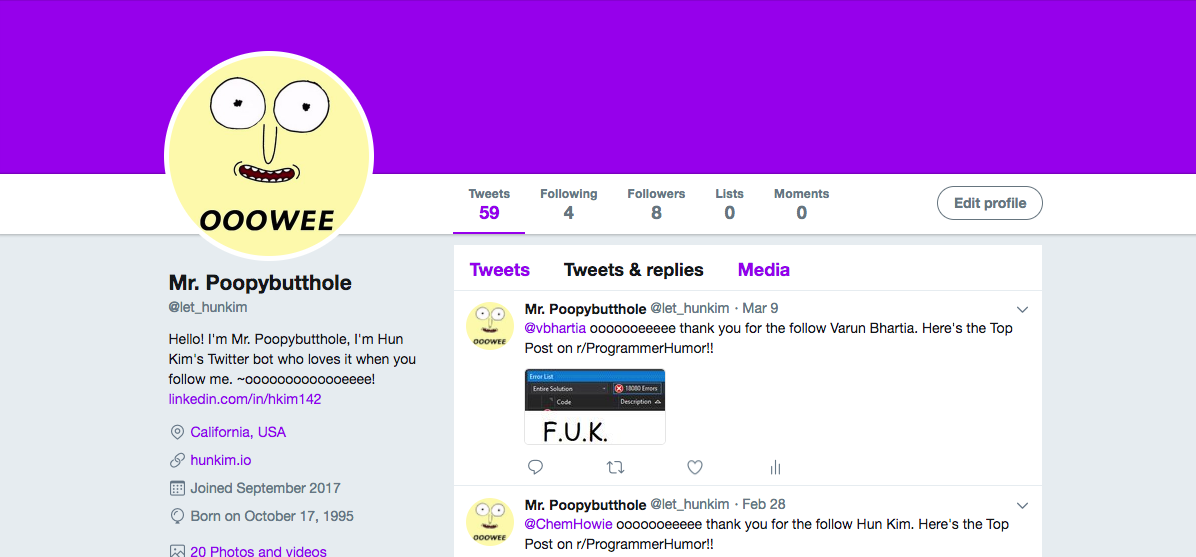 OOOWEE
Tweets Following Followers Lists Moments
59 4 8 0 0
Edit profile
Mr. Poopybutthole
@let_hunkim
Hello! I'm Mr. Poopybutthole, I'm Hun
Kim's Twitter bot who loves it when you
follow me. ~oooooooooooooeeee!
linkedin.com/in/hkim142
California, USA
hunkim.io
Joined September 2017
Born on October 17, 1995
20 Photos and videos
Tweets Tweets & replies Media
OOOWEE
Mr. Poopybutthole @let_hunkim · Mar 9
@vbhartia oooooooeeeee thank you for the follow Varun Bhartia. Here's the Top
Post on r/ProgrammerHumor!!
Error List
Entire Solution 18080 Errors
Code Description
F.U.K.
OOOWEE
Mr. Poopybutthole @let_hunkim · Feb 28
@ChemHowie oooooooeeeee thank you for the follow Hun Kim. Here's the Top
Post on r/ProgrammerHumor!!